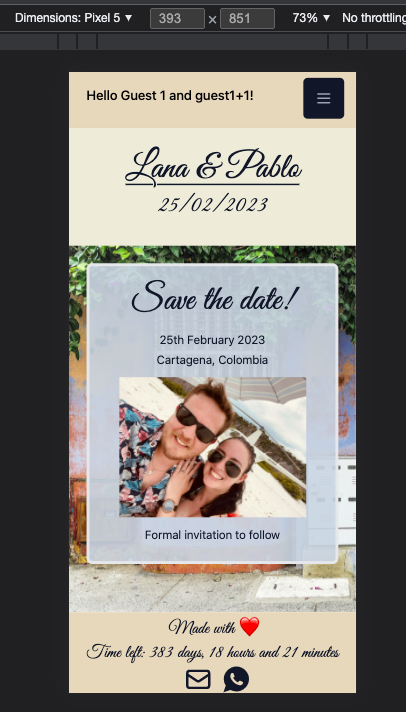 Dimensions: Pixel 5 ▼ 393 × 851 73% ▼ No throttling
Hello Guest 1 and guest1+1!
Lana & Pablo
25/02/2023
Save the date!
25th February 2023
Cartagena, Colombia
Formal invitation to follow
Made with ❤️
Time left: 383 days, 18 hours and 21 minutes